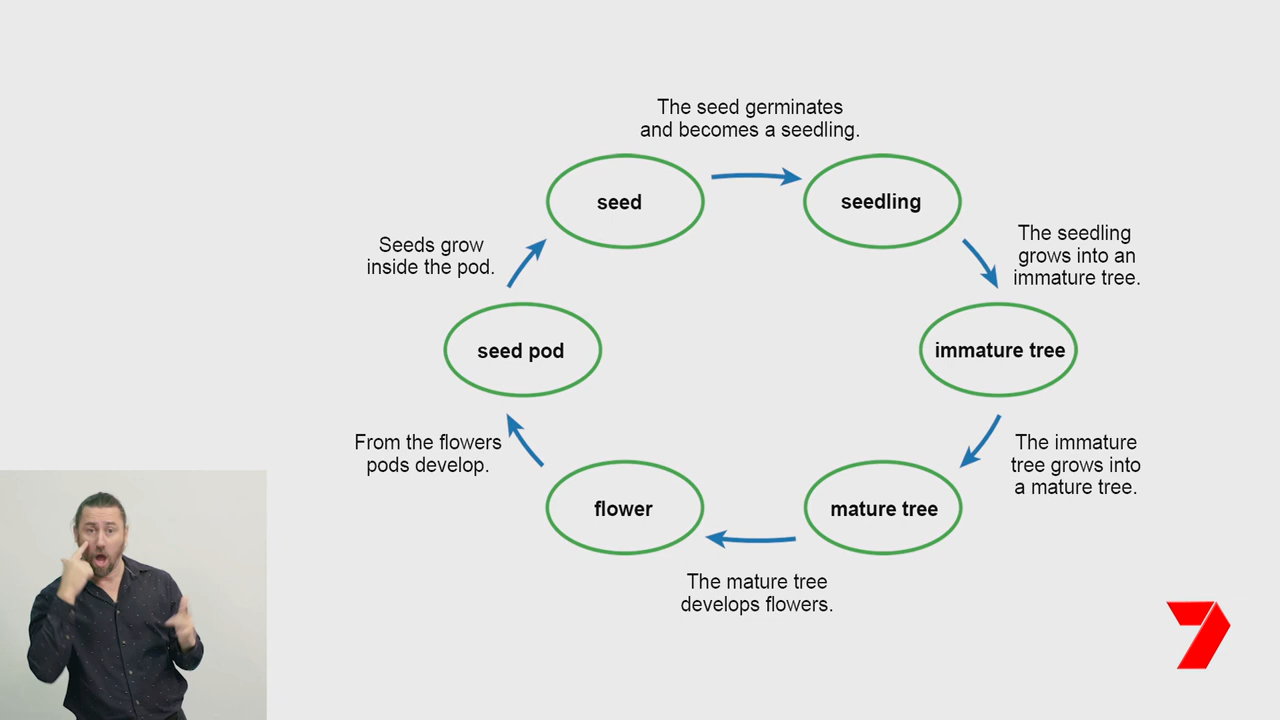 The seed germinates
and becomes a seedling.
seed
seedling
Seeds grow
inside the pod.
The seedling
grows into an
immature tree.
seed pod
immature tree
From the flowers
pods develop.
The immature
tree grows into
a mature tree.
flower
mature tree
The mature tree
develops flowers.
7